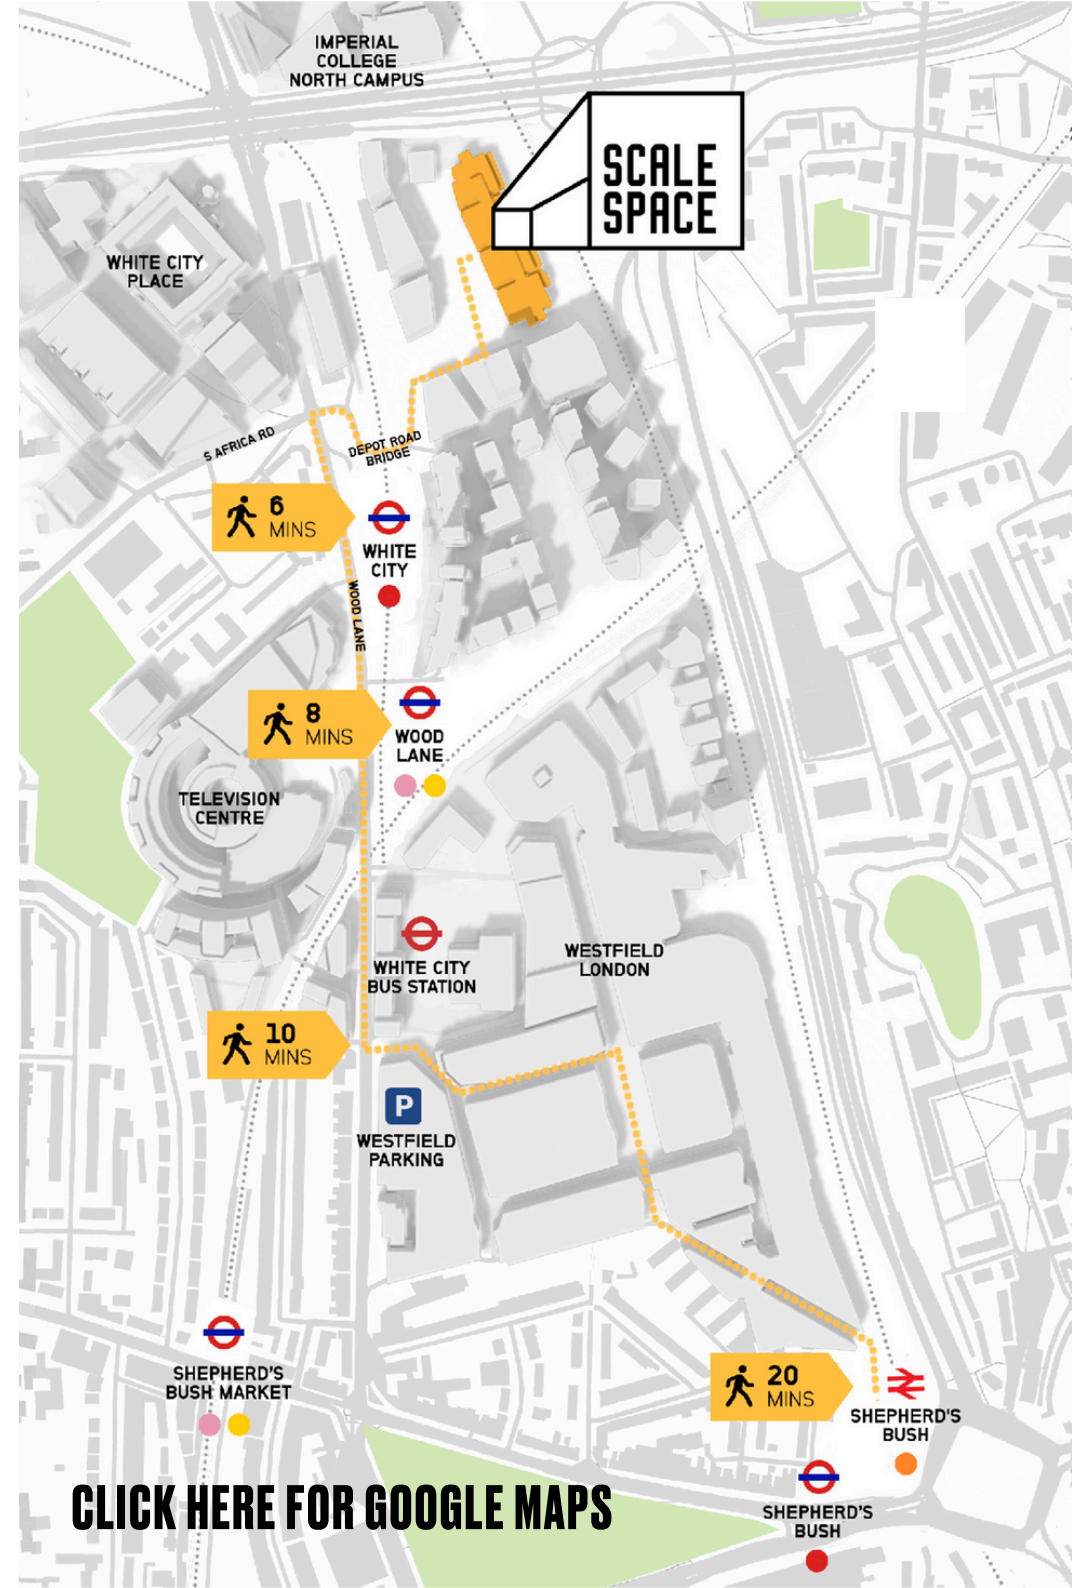 IMPERIAL
COLLEGE
NORTH CAMPUS
SCALE
SPACE
WHITE CITY
PLACE
S AFRICA RD
DEPOT ROAD
BRIDGE
6
MINS
WHITE
CITY
WOOD LANE
8
MINS
WOOD
LANE
TELEVISION
CENTRE
WHITE CITY
BUS STATION
WESTFIELD
LONDON
10
MINS
P
WESTFIELD
PARKING
SHEPHERD'S
BUSH MARKET
20
MINS
SHEPHERD'S
BUSH
SHEPHERD'S
BUSH
CLICK HERE FOR GOOGLE MAPS